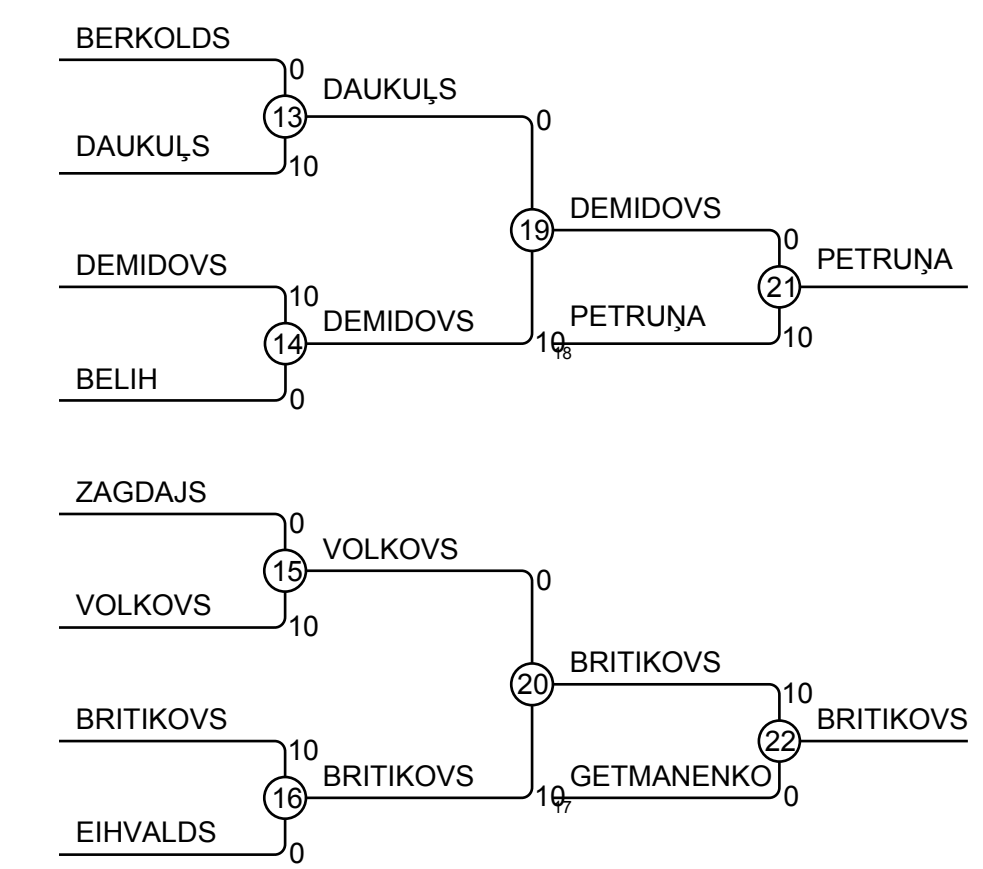 BERKOLDS
0
DAUKUĻS
13
0
DAUKUĻS
10
DEMIDOVS
19
0
PETRUŅA
DEMIDOVS
10
21
DEMIDOVS
PETRUŅA
14
10
18
10
BELIH
0
ZAGDAJS
0
VOLKOVS
15
0
VOLKOVS
10
BRITIKOVS
20
10
BRITIKOVS
BRITIKOVS
10
22
BRITIKOVS
GETMANENKO
16
10
17
0
EIHVALDS
0